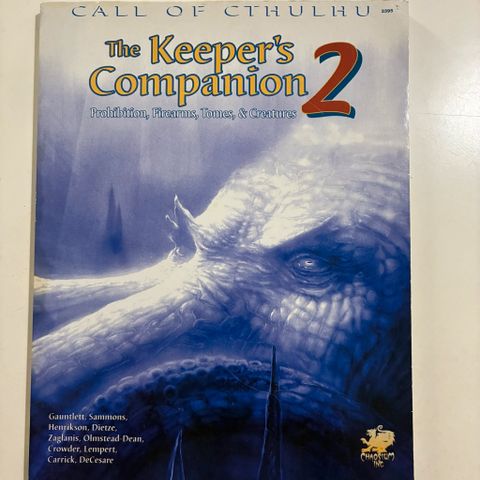 CALL OF CTHULHU
2395
The Keeper's
Companion 2
Prohibition, Firearms, Tomes, & Creatures
Gauntlett, Sammons,
Henrikson, Dietze,
Zaglanis, Olmstead-Dean,
Crowder, Lempert,
Carrick, DeCesare
CHAOSIUM
INC